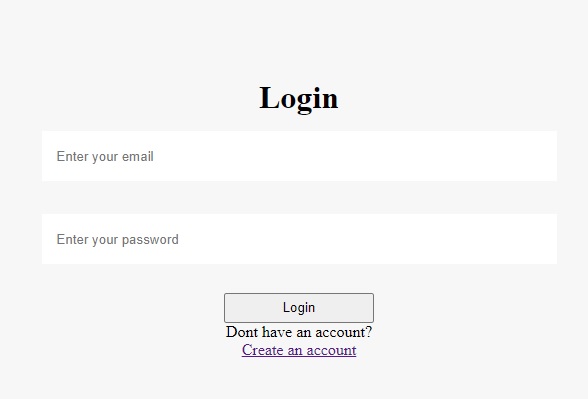 Login
Enter your email
Enter your password
Login
Dont have an account?
Create an account